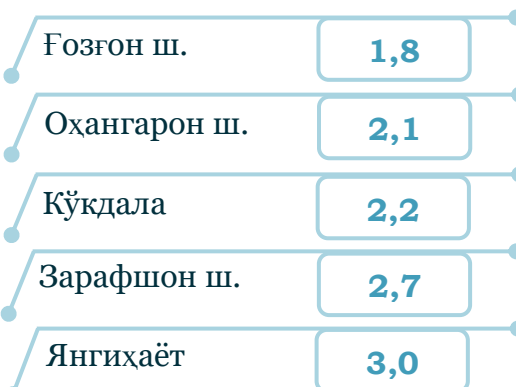 Ғозғон ш. 1,8
Оҳангарон ш. 2,1
Кўкдала 2,2
Зарафшон ш. 2,7
Янгиҳаёт 3,0